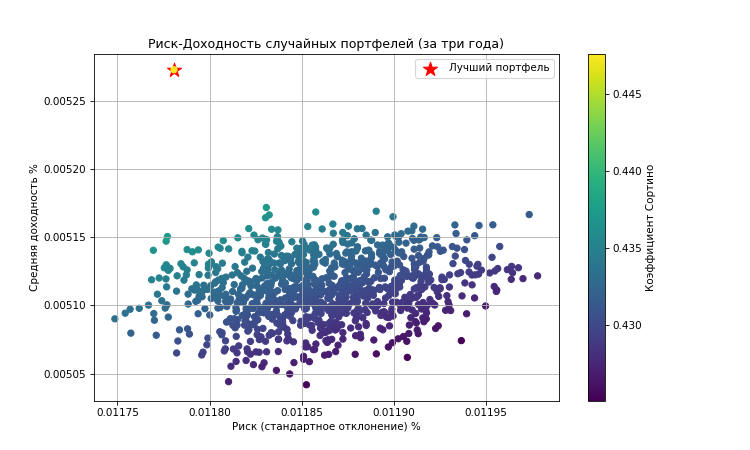 Риск-Доходность случайных портфелей (за три года)
Лучший портфель
Средняя доходность %
0.00525
0.00520
0.00515
0.00510
0.00505
0.01175
0.01180
0.01185
0.01190
0.01195
Риск (стандартное отклонение) %
0.445
0.440
0.435
0.430
Коэффициент Сортино